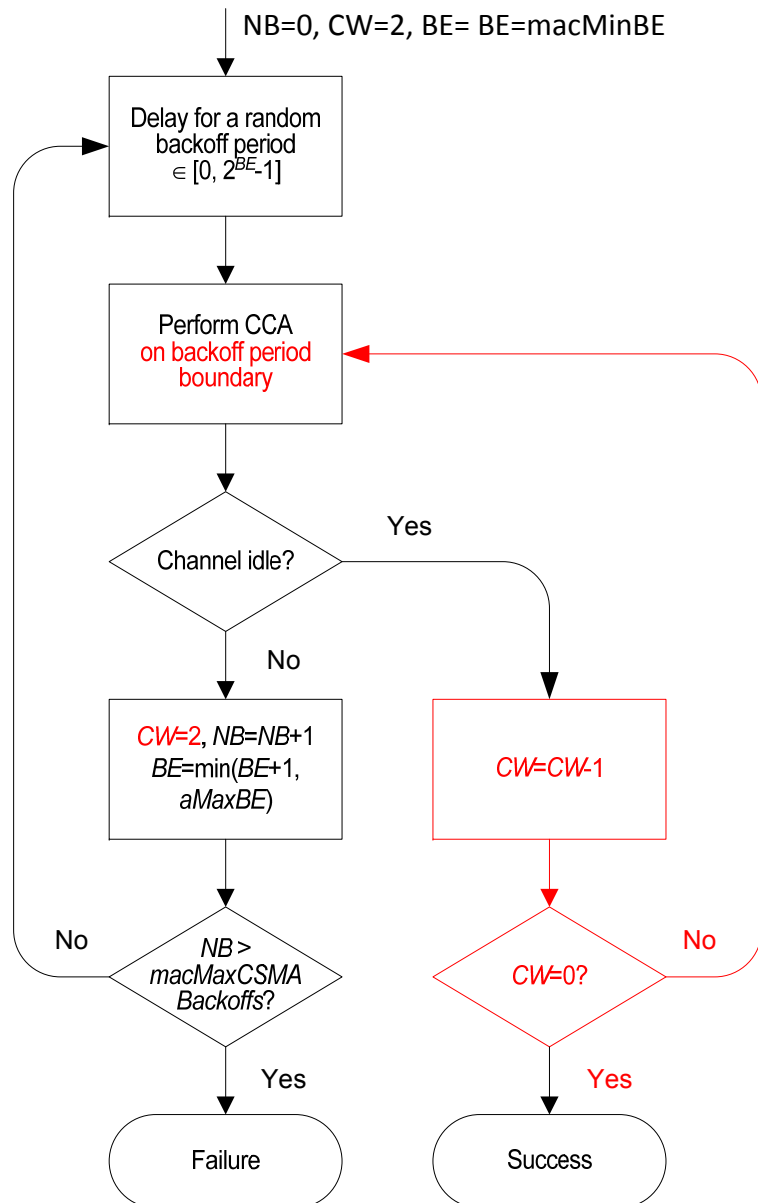 NB=0, CW=2, BE= BE=macMinBE
Delay for a random
backoff period
∈ [0, 2^BE-1]
Perform CCA
on backoff period
boundary
Channel idle?
Yes
No
CW=2, NB=NB+1
BE=min(BE+1,
aMaxBE)
CW=CW-1
No
NB >
macMaxCSMA
Backoffs?
Yes
CW=0?
No
Yes
Failure
Success